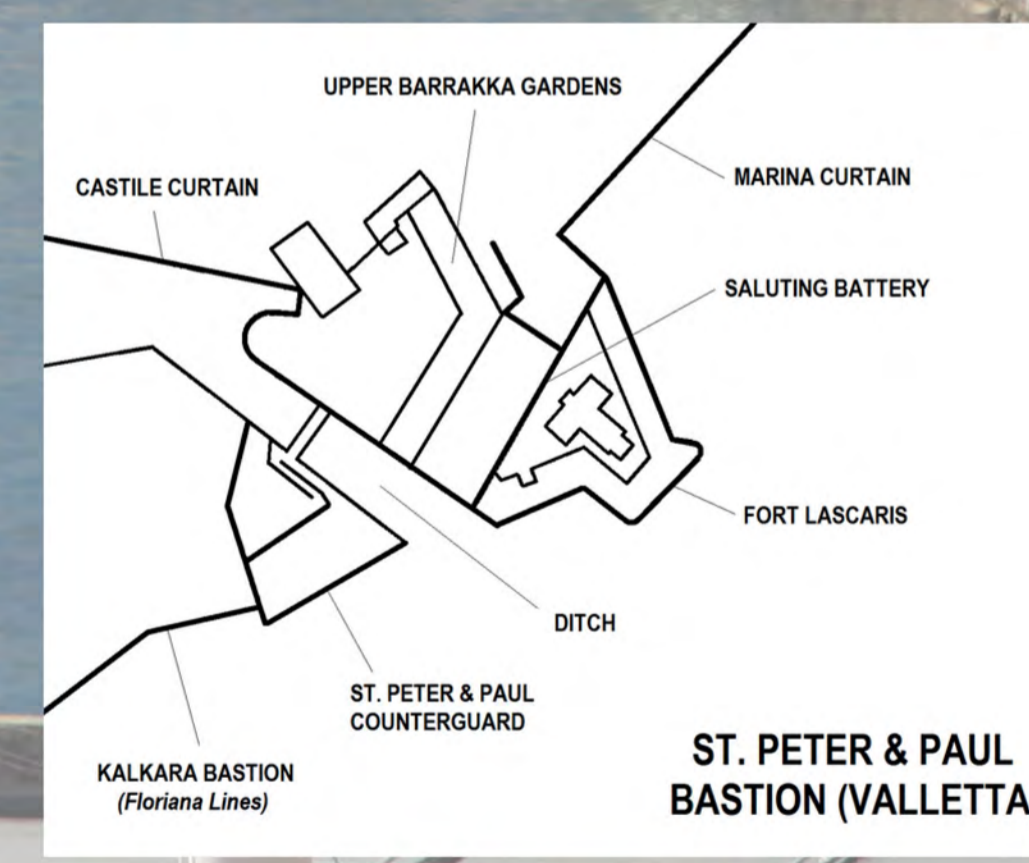 UPPER BARRAKKA GARDENS
CASTILE CURTAIN
MARINA CURTAIN
SALUTING BATTERY
FORT LASCARIS
DITCH
ST. PETER & PAUL
COUNTERGUARD
KALKARA BASTION
(Floriana Lines)
ST. PETER & PAUL
BASTION (VALLETTA